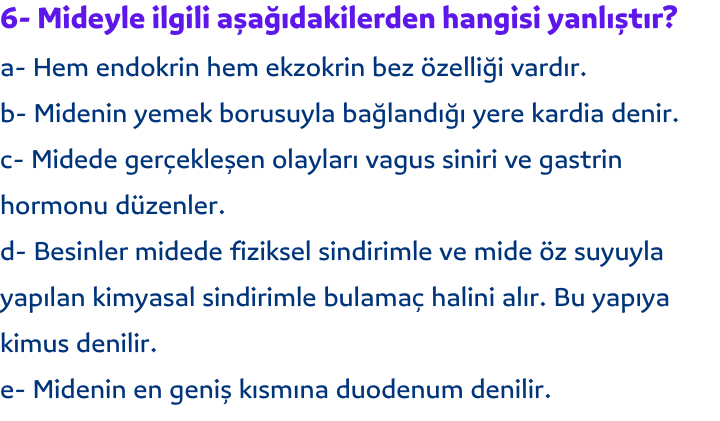 6- Mideyle ilgili aşağıdakilerden hangisi yanlıştır?
a- Hem endokrin hem ekzokrin bez özelliği vardır.
b- Midenin yemek borusuyla bağlandığı yere kardia denir.
c- Midede gerçekleşen olayları vagus siniri ve gastrin
hormonu düzenler.
d- Besinler midede fiziksel sindirimle ve mide öz suyuyla
yapılan kimyasal sindirimle bulamaç halini alır. Bu yapıya
kimus denilir.
e- Midenin en geniş kısmına duodenum denilir.